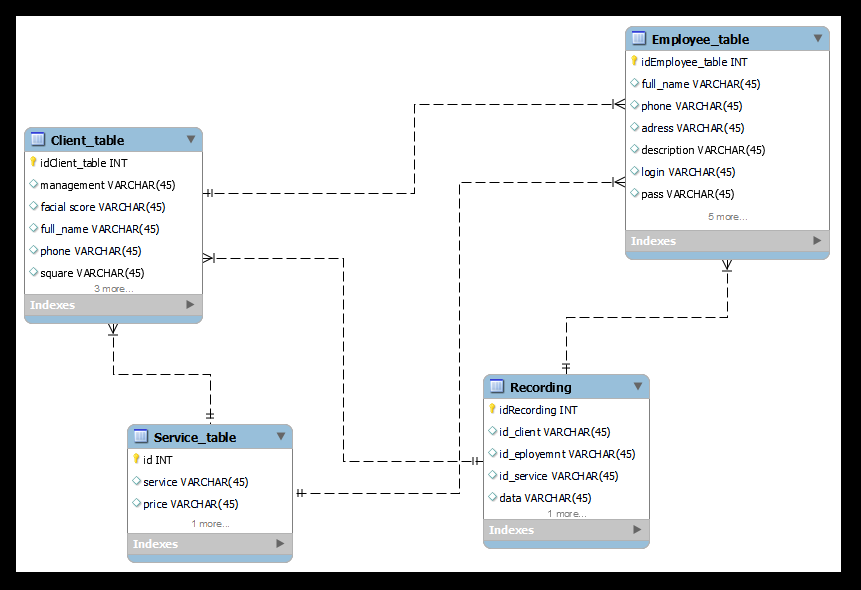 Employee_table
idEmployee_table INT
full_name VARCHAR(45)
phone VARCHAR(45)
adress VARCHAR(45)
description VARCHAR(45)
login VARCHAR(45)
pass VARCHAR(45)
5 more...
Indexes
Client_table
idClient_table INT
management VARCHAR(45)
facial score VARCHAR(45)
full_name VARCHAR(45)
phone VARCHAR(45)
square VARCHAR(45)
3 more...
Indexes
Recording
idRecording INT
id_client VARCHAR(45)
id_eployemnt VARCHAR(45)
id_service VARCHAR(45)
data VARCHAR(45)
1 more...
Indexes
Service_table
id INT
service VARCHAR(45)
price VARCHAR(45)
1 more...
Indexes